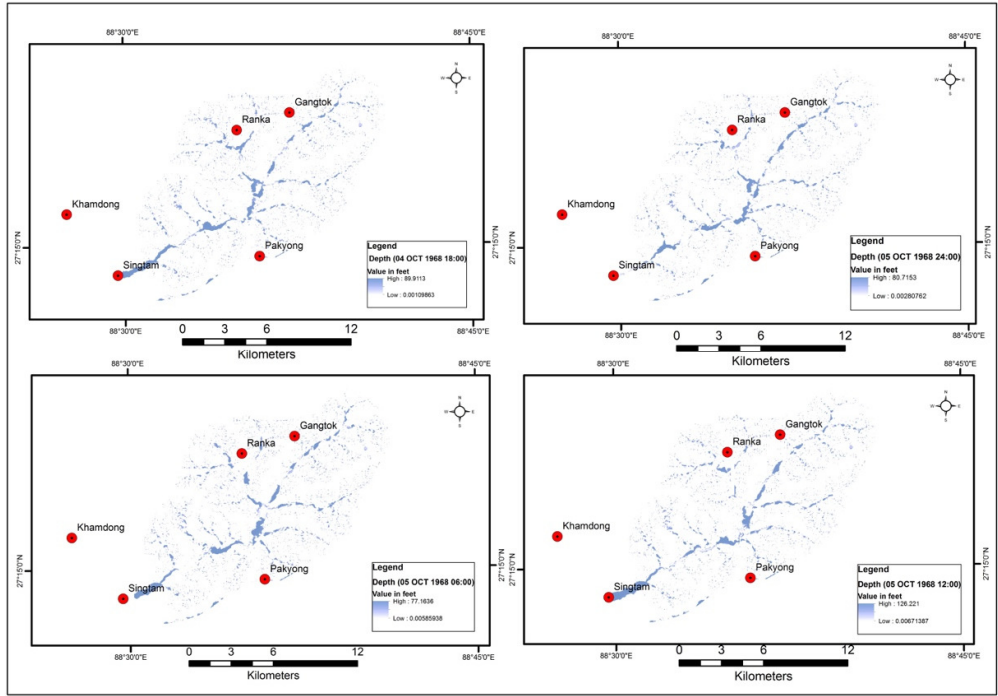 88°30'0"E
88°45'0"E
N
W
E
S
Gangtok
Ranka
Khamdong
27°15'0"N
Pakyong
Singtam
27°15'0"N
Legend
Depth (04 OCT 1968 18:00)
Value in feet
High : 89.9113
Low : 0.00109863
88°30'0"E
88°45'0"E
0 3 6 12
Kilometers
88°30'0"E
88°45'0"E
N
W
E
S
Gangtok
Ranka
Khamdong
27°15'0"N
Pakyong
Singtam
27°15'0"N
Legend
Depth (05 OCT 1968 24:00)
Value in feet
High : 80.7153
Low : 0.00280762
88°30'0"E
88°45'0"E
0 3 6 12
Kilometers
88°30'0"E
88°45'0"E
N
W
E
S
Gangtok
Ranka
Khamdong
27°15'0"N
Pakyong
Singtam
27°15'0"N
Legend
Depth (05 OCT 1968 06:00)
Value in feet
High : 77.1636
Low : 0.00585938
88°30'0"E
88°45'0"E
0 3 6 12
Kilometers
88°30'0"E
88°45'0"E
N
W
E
S
Gangtok
Ranka
Khamdong
27°15'0"N
Pakyong
Singtam
27°15'0"N
Legend
Depth (05 OCT 1968 12:00)
Value in feet
High : 126.221
Low : 0.00671387
88°30'0"E
88°45'0"E
0 3 6 12
Kilometers